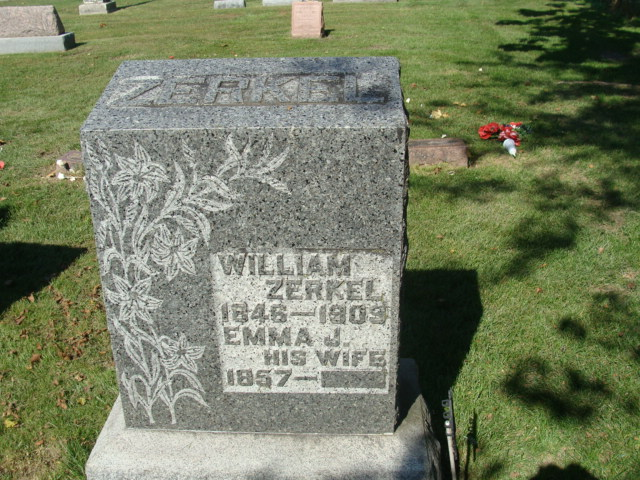 ZERKEL
WILLIAM
ZERKEL
1846–1903
EMMA J.
HIS WIFE
1857–